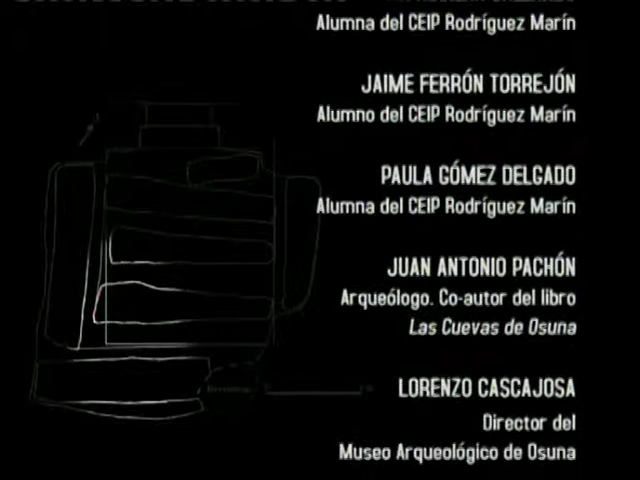 Alumna del CEIP Rodríguez Marín
JAIME FERRÓN TORREJÓN
Alumno del CEIP Rodríguez Marín
PAULA GÓMEZ DELGADO
Alumna del CEIP Rodríguez Marín
JUAN ANTONIO PACHÓN
Arqueólogo. Co-autor del libro
Las Cuevas de Osuna
LORENZO CASCAJOSA
Director del
Museo Arqueológico de Osuna